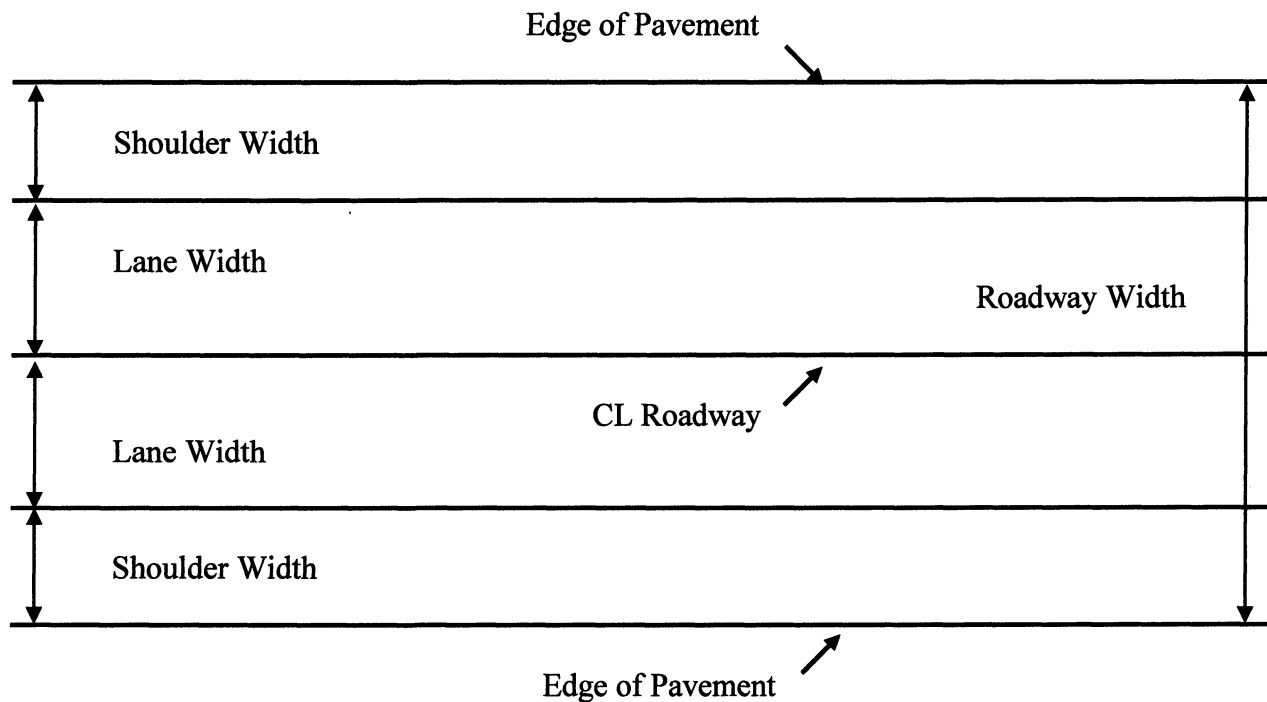 Edge of Pavement
Shoulder Width
Lane Width
Roadway Width
CL Roadway
Lane Width
Shoulder Width
Edge of Pavement